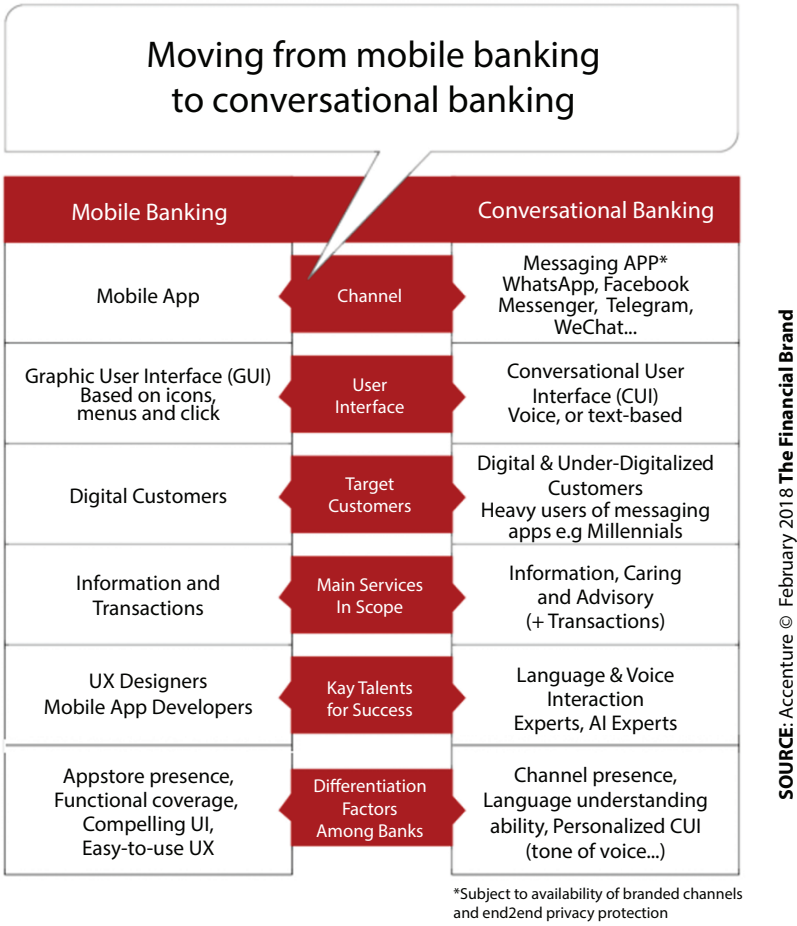 Moving from mobile banking
to conversational banking
Mobile Banking
Conversational Banking
Mobile App
Channel
Messaging APP*
WhatsApp, Facebook
Messenger, Telegram,
WeChat...
Graphic User Interface (GUI)
Based on icons,
menus and click
User
Interface
Conversational User
Interface (CUI)
Voice, or text-based
Digital Customers
Target
Customers
Digital & Under-Digitalized
Customers
Heavy users of messaging
apps e.g Millennials
Information and
Transactions
Main Services
In Scope
Information, Caring
and Advisory
(+ Transactions)
UX Designers
Mobile App Developers
Kay Talents
for Success
Language & Voice
Interaction
Experts, AI Experts
Appstore presence,
Functional coverage,
Compelling UI,
Easy-to-use UX
Differentiation
Factors
Among Banks
Channel presence,
Language understanding
ability, Personalized CUI
(tone of voice...)
*Subject to availability of branded channels
and end2end privacy protection
SOURCE: Accenture © February 2018 The Financial Brand